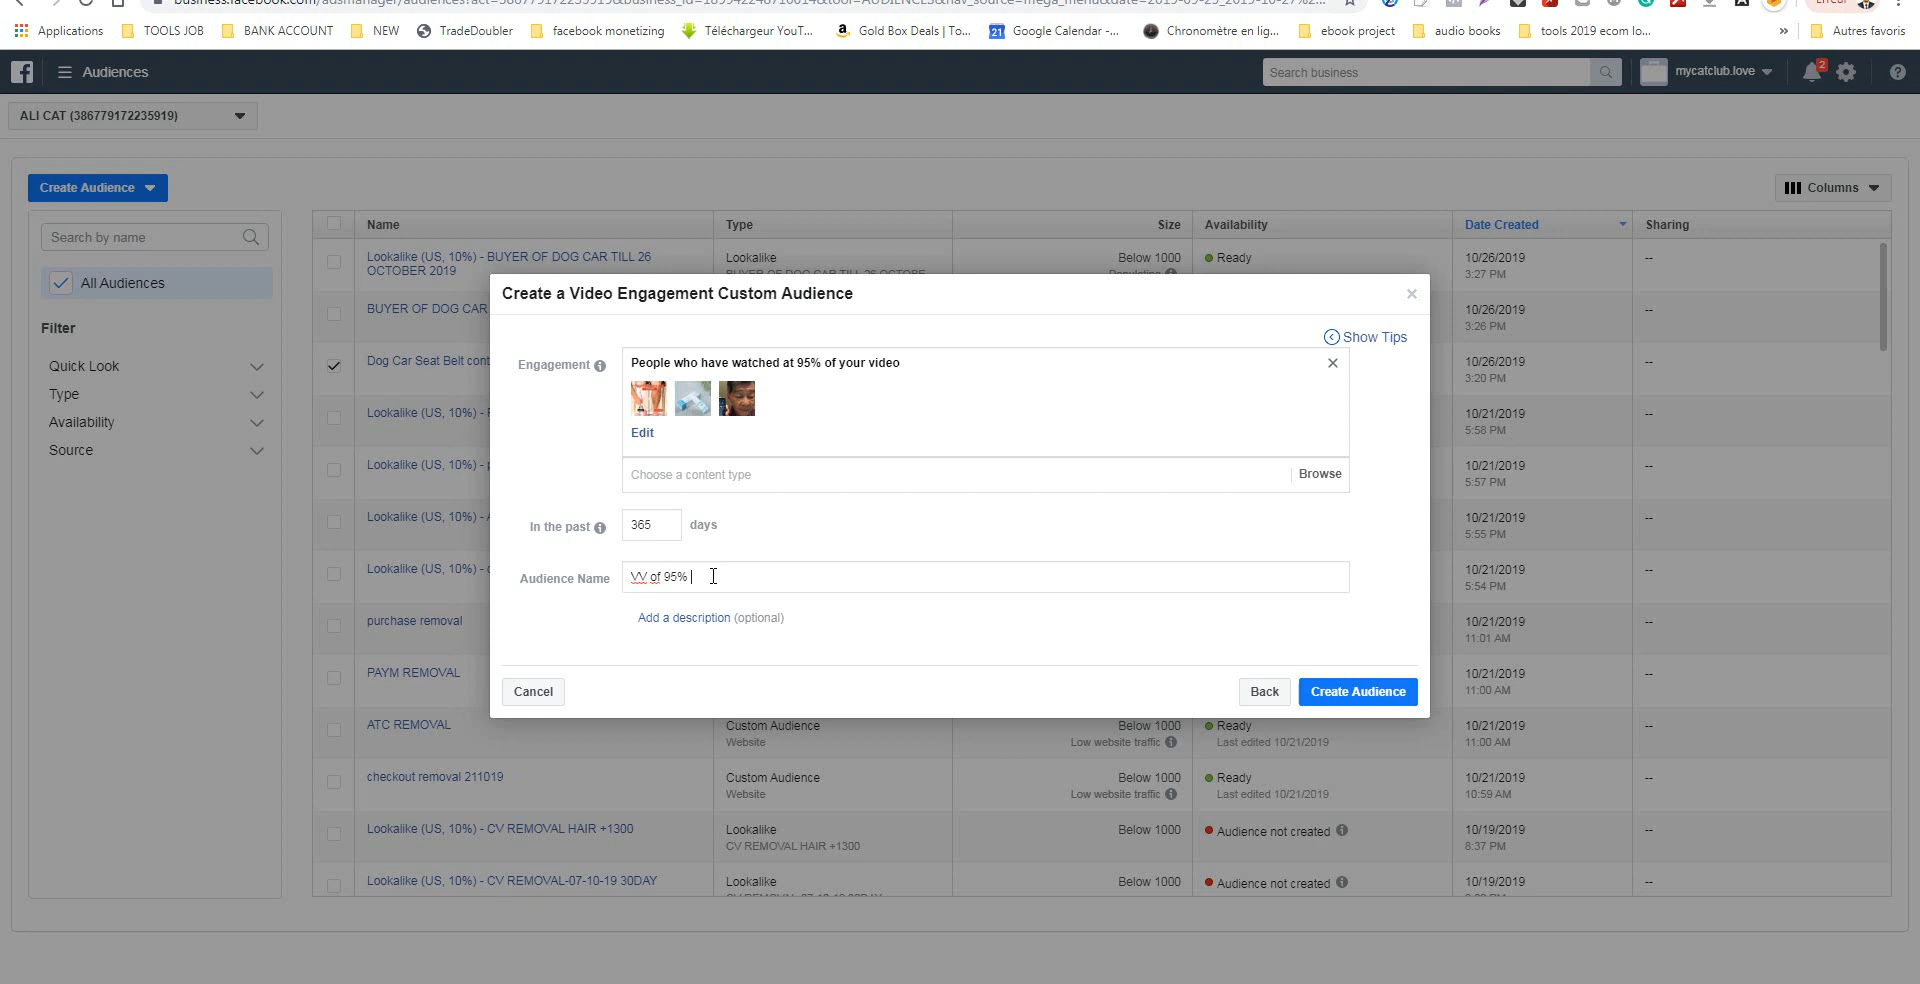 Applications TOOLS JOB BANK ACCOUNT NEW TradeDoubler facebook monetizing Téléchargeur YouT... Gold Box Deals | To... Google Calendar -... Chronomètre en lig... ebook project audio books tools 2019 ecom lo... » Autres favoris
Audiences
Search business
mycatclub.love
2
ALI CAT (386779172235919)
Create Audience
Columns
Search by name
All Audiences
Filter
Quick Look
Type
Availability
Source
Name Type Size Availability Date Created Sharing
Lookalike (US, 10%) - BUYER OF DOG CAR TILL 26
OCTOBER 2019
Lookalike
Below 1000
Ready
10/26/2019
3:27 PM
--
BUYER OF DOG CAR
10/26/2019
3:26 PM
--
Dog Car Seat Belt cont
10/26/2019
3:20 PM
--
Lookalike (US, 10%) -
10/21/2019
5:58 PM
--
Lookalike (US, 10%) -
10/21/2019
5:57 PM
--
Lookalike (US, 10%) -
10/21/2019
5:55 PM
--
Lookalike (US, 10%) -
10/21/2019
5:54 PM
--
purchase removal
10/21/2019
11:01 AM
--
PAYM REMOVAL
10/21/2019
11:00 AM
--
ATC REMOVAL
Custom Audience
Website
Below 1000
Low website traffic
Ready
Last edited 10/21/2019
10/21/2019
11:00 AM
--
checkout removal 211019
Custom Audience
Website
Below 1000
Low website traffic
Ready
Last edited 10/21/2019
10/21/2019
10:59 AM
--
Lookalike (US, 10%) - CV REMOVAL HAIR +1300
Lookalike
CV REMOVAL HAIR +1300
Below 1000
Audience not created
10/19/2019
8:37 PM
--
Lookalike (US, 10%) - CV REMOVAL-07-10-19 30DAY
Lookalike
Below 1000
Audience not created
10/19/2019
--
Create a Video Engagement Custom Audience
Show Tips
Engagement
People who have watched at 95% of your video
Edit
Choose a content type
Browse
In the past
365
days
Audience Name
VV of 95%
Add a description (optional)
Cancel
Back
Create Audience